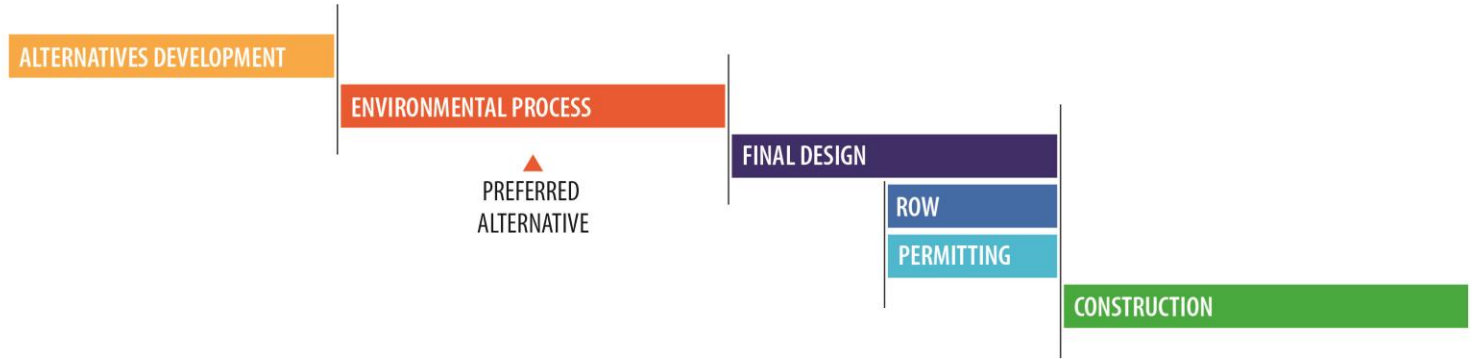 ALTERNATIVES DEVELOPMENT
ENVIRONMENTAL PROCESS
PREFERRED
ALTERNATIVE
FINAL DESIGN
ROW
PERMITTING
CONSTRUCTION